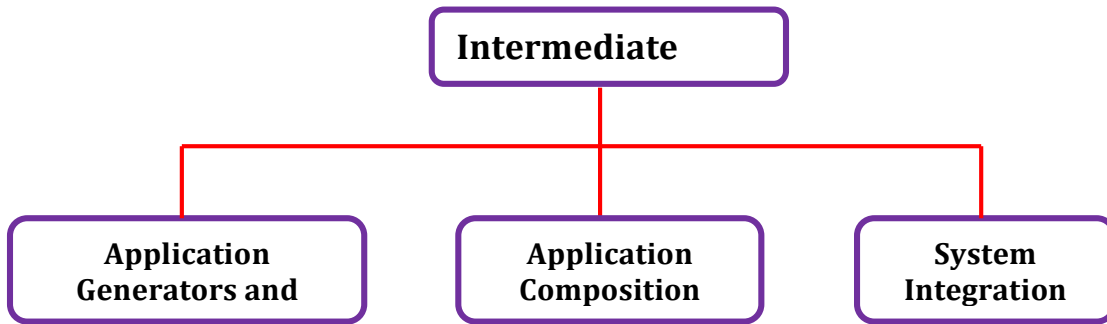 Intermediate
Application
Generators and
Application
Composition
System
Integration